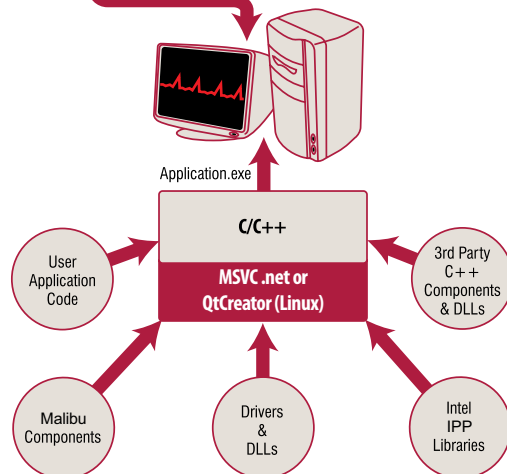 Application.exe
C/C++
MSVC .net or
QtCreator (Linux)
User
Application
Code
3rd Party
C++
Components
& DLLs
Malibu
Components
Drivers
&
DLLs
Intel
IPP
Libraries